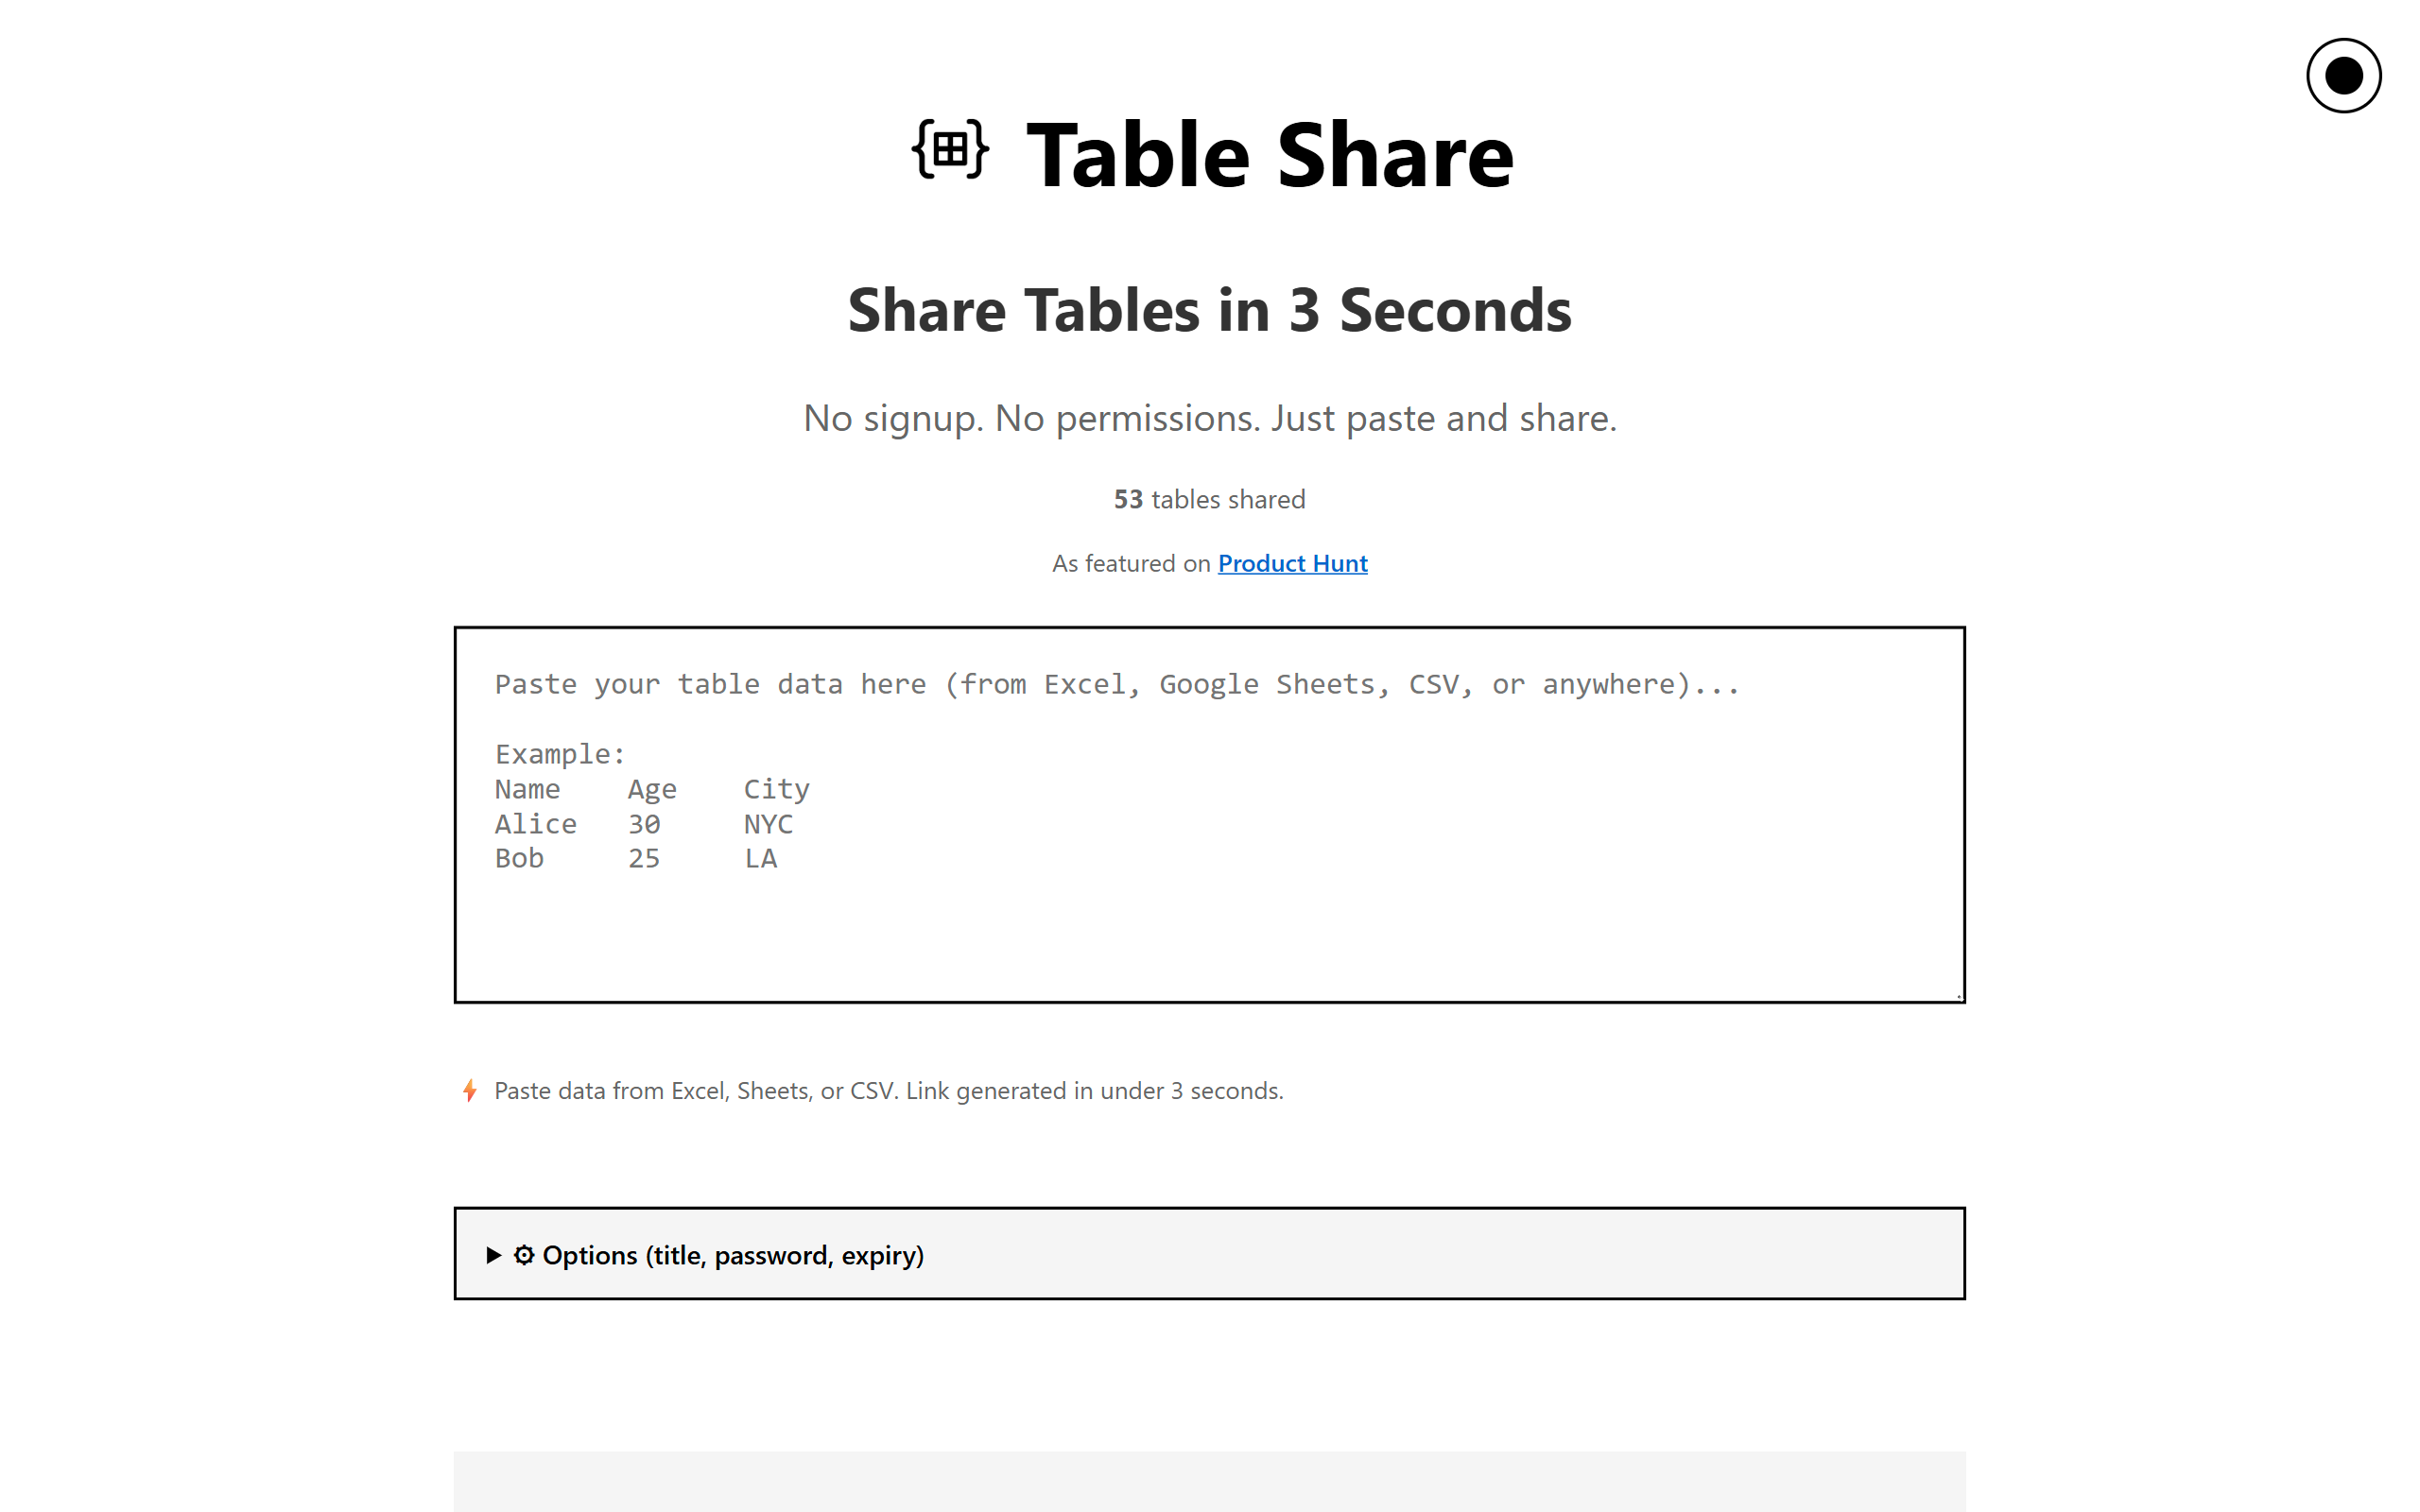 Table Share
Share Tables in 3 Seconds
No signup. No permissions. Just paste and share.
53 tables shared
As featured on Product Hunt
Paste your table data here (from Excel, Google Sheets, CSV, or anywhere)...
Example:
Name    Age    City
Alice   30     NYC
Bob     25     LA
Paste data from Excel, Sheets, or CSV. Link generated in under 3 seconds.
Options (title, password, expiry)